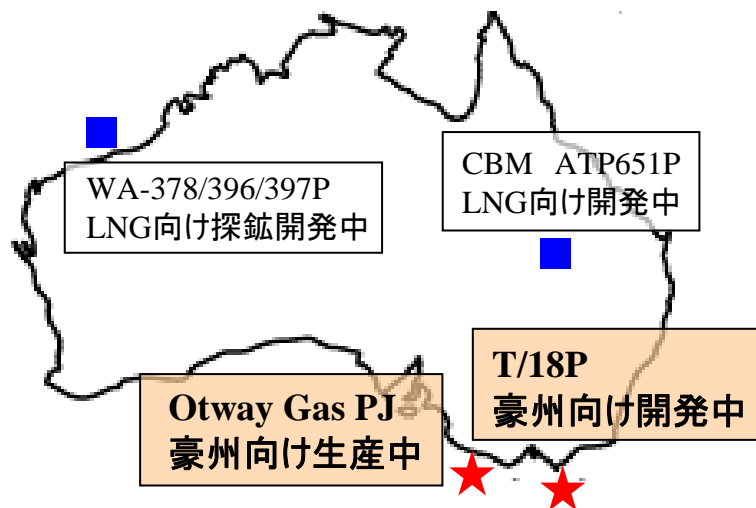 WA-378/396/397P
LNG向け探鉱開発中
CBM ATP651P
LNG向け開発中
T/18P
豪州向け開発中
Otway Gas PJ
豪州向け生産中